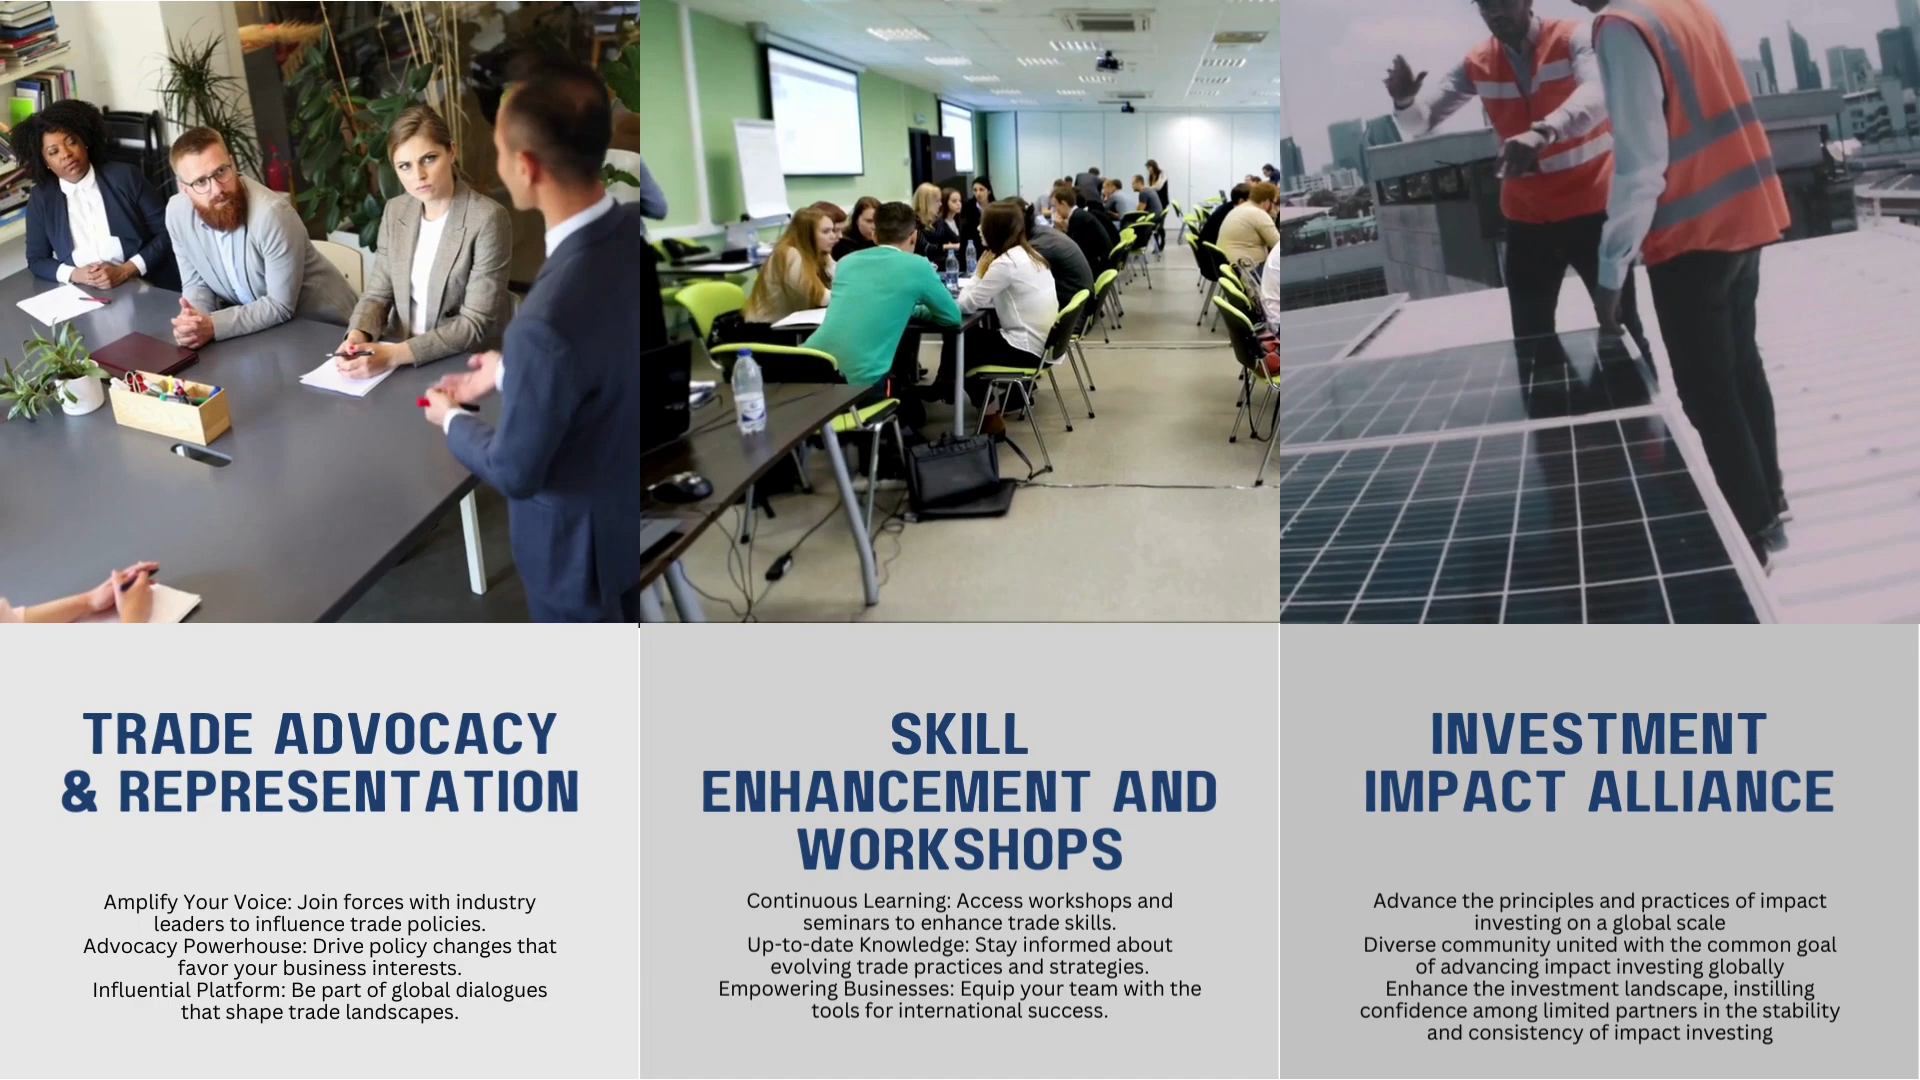 TRADE ADVOCACY
& REPRESENTATION
Amplify Your Voice: Join forces with industry
leaders to influence trade policies.
Advocacy Powerhouse: Drive policy changes that
favor your business interests.
Influential Platform: Be part of global dialogues
that shape trade landscapes.
SKILL
ENHANCEMENT AND
WORKSHOPS
Continuous Learning: Access workshops and
seminars to enhance trade skills.
Up-to-date Knowledge: Stay informed about
evolving trade practices and strategies.
Empowering Businesses: Equip your team with the
tools for international success.
INVESTMENT
IMPACT ALLIANCE
Advance the principles and practices of impact
investing on a global scale
Diverse community united with the common goal
of advancing impact investing globally
Enhance the investment landscape, instilling
confidence among limited partners in the stability
and consistency of impact investing